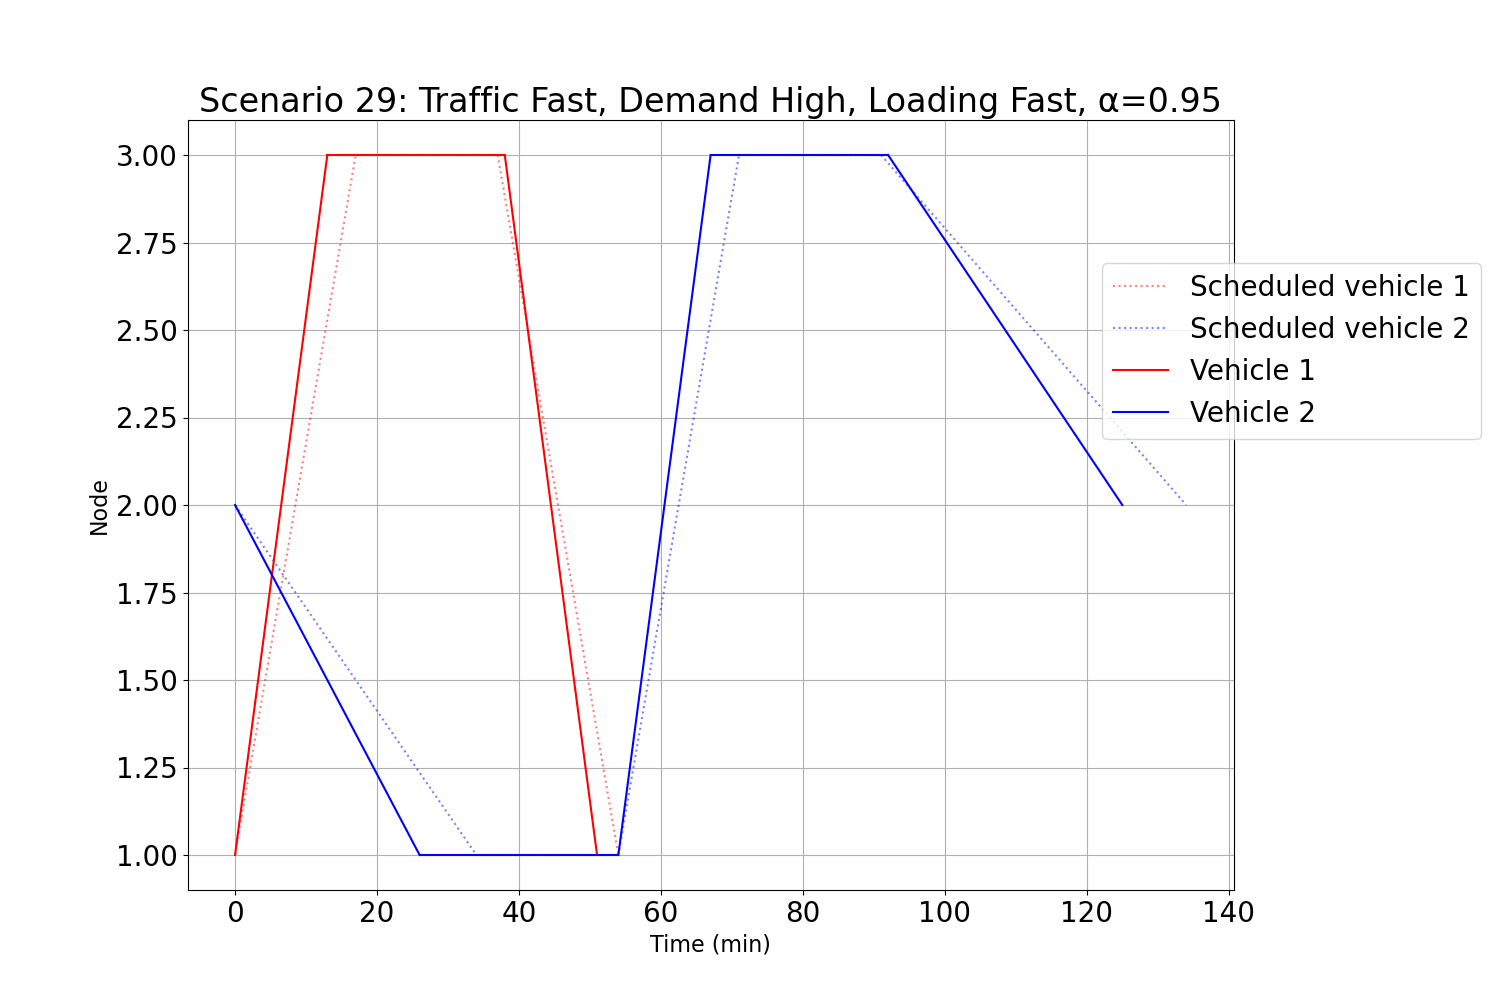 Scenario 29: Traffic Fast, Demand High, Loading Fast, α=0.95
3.00
2.75
2.50
2.25
2.00
1.75
1.50
1.25
1.00
Node
Scheduled vehicle 1
Scheduled vehicle 2
Vehicle 1
Vehicle 2
0 20 40 60 80 100 120 140
Time (min)